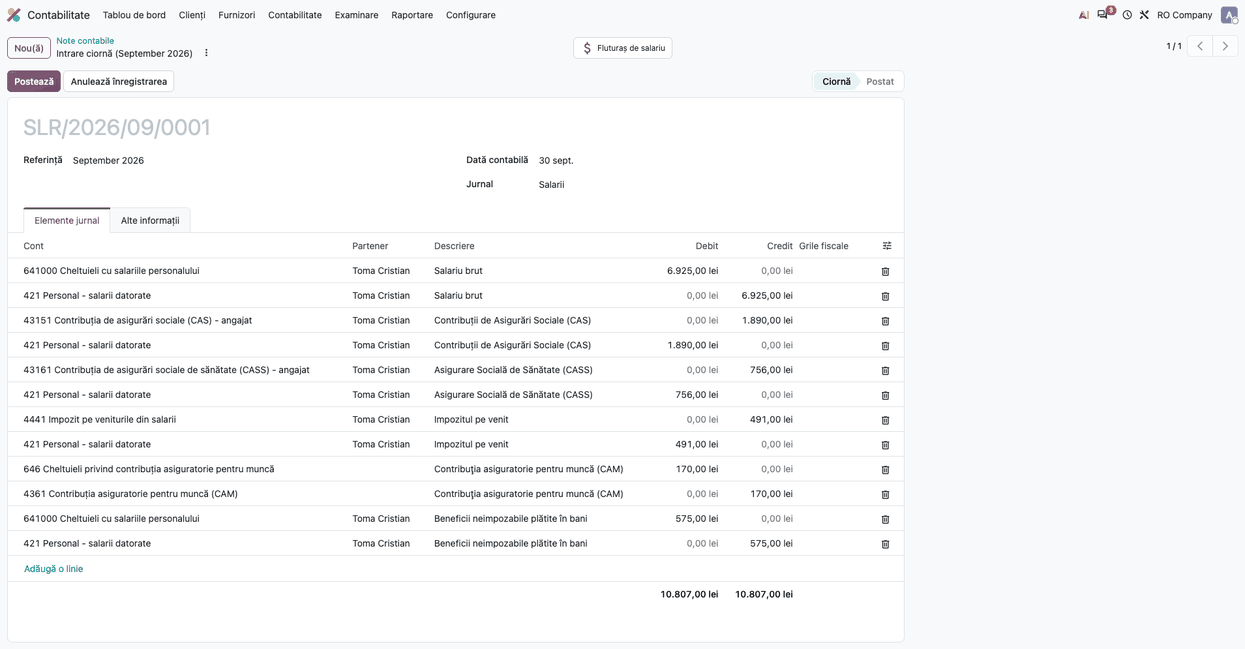 Contabilitate Tablou de bord Clienți Furnizori Contabilitate Examinare Raportare Configurare AI 3 RO Company A
Nou(ă) Note contabile
Intrare ciornă (September 2026) $ Fluturaș de salariu 1 / 1
Postează Anulează înregistrarea Ciornă Postat
SLR/2026/09/0001
Referință September 2026 Dată contabilă 30 sept.
Jurnal Salarii
Elemente jurnal Alte informații
Cont Partener Descriere Debit Credit Grile fiscale
641000 Cheltuieli cu salariile personalului Toma Cristian Salariu brut 6.925,00 lei 0,00 lei
421 Personal - salarii datorate Toma Cristian Salariu brut 0,00 lei 6.925,00 lei
43151 Contribuția de asigurări sociale (CAS) - angajat Toma Cristian Contribuții de Asigurări Sociale (CAS) 0,00 lei 1.890,00 lei
421 Personal - salarii datorate Toma Cristian Contribuții de Asigurări Sociale (CAS) 1.890,00 lei 0,00 lei
43161 Contribuția de asigurări sociale de sănătate (CASS) - angajat Toma Cristian Asigurare Socială de Sănătate (CASS) 0,00 lei 756,00 lei
421 Personal - salarii datorate Toma Cristian Asigurare Socială de Sănătate (CASS) 756,00 lei 0,00 lei
4441 Impozit pe veniturile din salarii Toma Cristian Impozitul pe venit 0,00 lei 491,00 lei
421 Personal - salarii datorate Toma Cristian Impozitul pe venit 491,00 lei 0,00 lei
646 Cheltuieli privind contribuția asiguratorie pentru muncă Contribuţia asiguratorie pentru muncă (CAM) 170,00 lei 0,00 lei
4361 Contribuția asiguratorie pentru muncă (CAM) Contribuţia asiguratorie pentru muncă (CAM) 0,00 lei 170,00 lei
641000 Cheltuieli cu salariile personalului Toma Cristian Beneficii neimpozabile plătite în bani 575,00 lei 0,00 lei
421 Personal - salarii datorate Toma Cristian Beneficii neimpozabile plătite în bani 0,00 lei 575,00 lei
Adăugă o linie
10.807,00 lei 10.807,00 lei